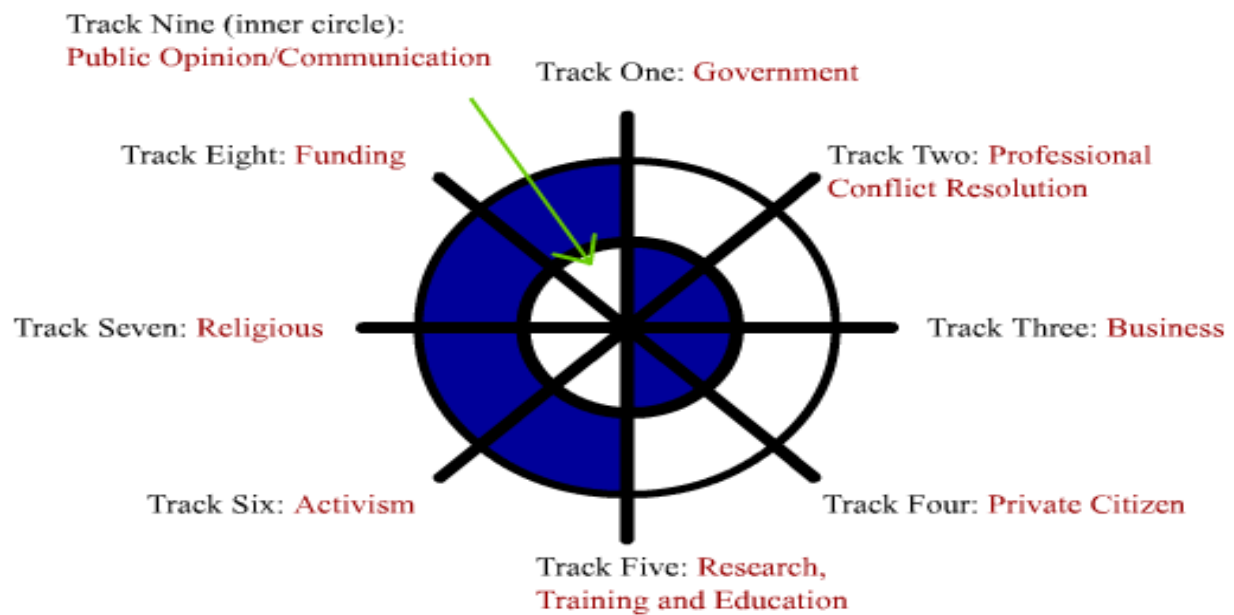 Track Nine (inner circle):
Public Opinion/Communication
Track One: Government
Track Eight: Funding
Track Two: Professional
Conflict Resolution
Track Seven: Religious
Track Three: Business
Track Six: Activism
Track Four: Private Citizen
Track Five: Research,
Training and Education